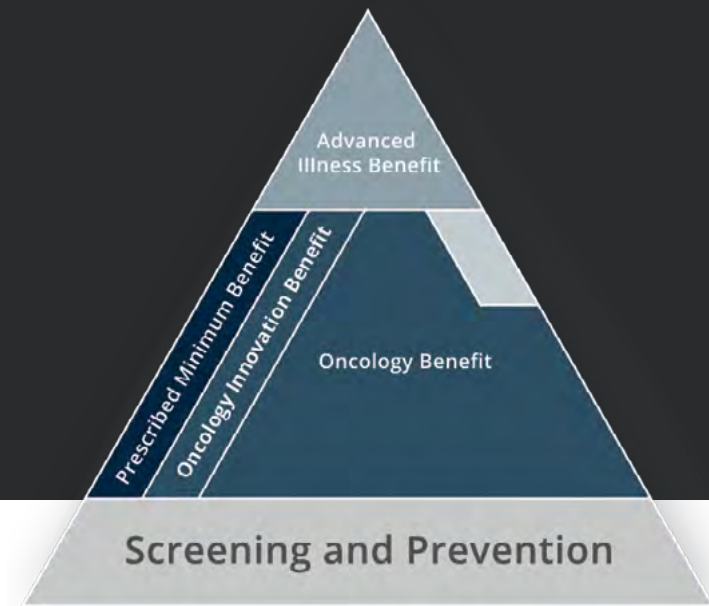 Advanced
Illness Benefit
Prescribed Minimum Benefit
Oncology Innovation Benefit
Oncology Benefit
Screening and Prevention